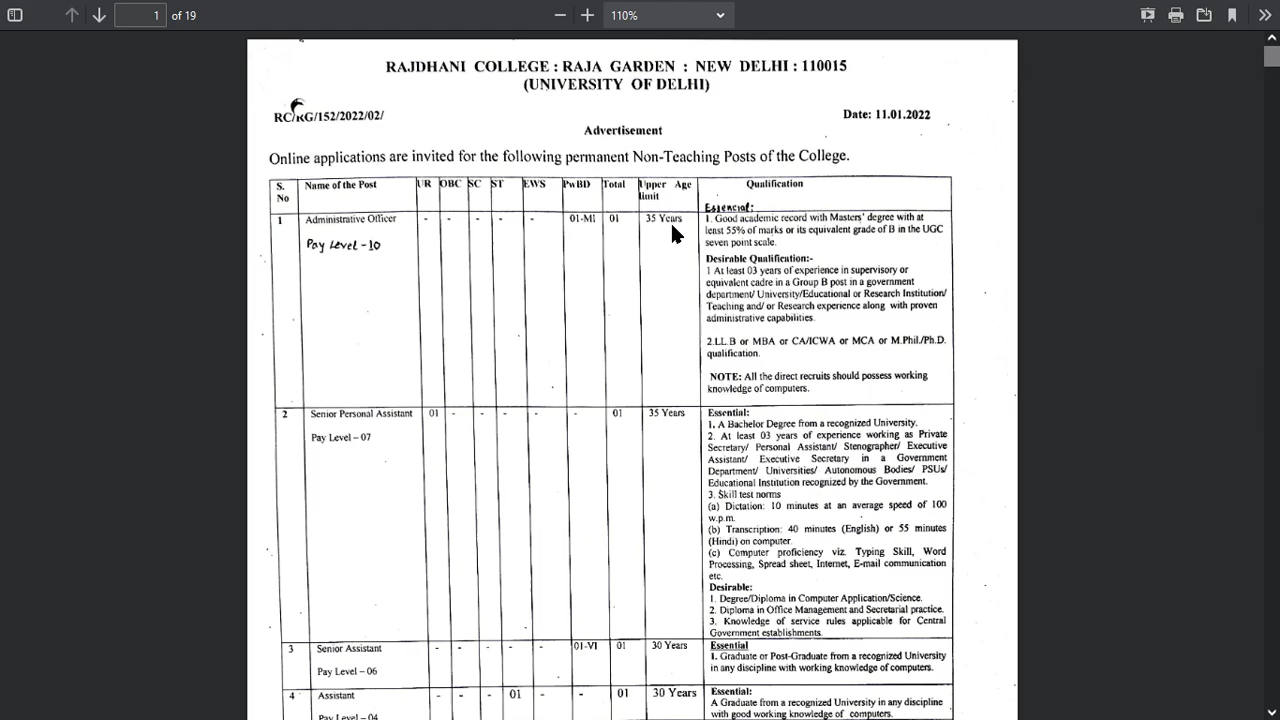 1 of 19 110%
RAJDHANI COLLEGE : RAJA GARDEN : NEW DELHI : 110015
(UNIVERSITY OF DELHI)
RC/RG/152/2022/02/ Date: 11.01.2022
Advertisement
Online applications are invited for the following permanent Non-Teaching Posts of the College.
S. No Name of the Post UR OBC SC ST EWS PwBD Total Upper Age limit Qualification
Essencial:
1 Administrative Officer - - - - - 01-MI 01 35 Years 1. Good academic record with Masters' degree with at
Pay Level -10 least 55% of marks or its equivalent grade of B in the UGC
seven point scale.
Desirable Qualification:-
1 At least 03 years of experience in supervisory or
equivalent cadre in a Group B post in a government
department/ University/Educational or Research Institution/
Teaching and/ or Research experience along with proven
administrative capabilities.
2.LL.B or MBA or CA/ICWA or MCA or M.Phil./Ph.D.
qualification.
NOTE: All the direct recruits should possess working
knowledge of computers.
2 Senior Personal Assistant 01 - - - - - 01 35 Years Essential:
Pay Level – 07
1. A Bachelor Degree from a recognized University.
2. At least 03 years of experience working as Private
Secretary/ Personal Assistant/ Stenographer/ Executive
Assistant/ Executive Secretary in a Government
Department/ Universities/ Autonomous Bodies/ PSUs/
Educational Institution recognized by the Government.
3. Skill test norms
(a) Dictation: 10 minutes at an average speed of 100
w.p.m.
(b) Transcription: 40 minutes (English) or 55 minutes
(Hindi) on computer.
(c) Computer proficiency viz. Typing Skill, Word
Processing, Spread sheet, Internet, E-mail communication
etc.
Desirable:
1. Degree/Diploma in Computer Application/Science.
2. Diploma in Office Management and Secretarial practice.
3. Knowledge of service rules applicable for Central
Government establishments.
3 Senior Assistant - - - - - 01-VI 01 30 Years Essential
Pay Level – 06
1. Graduate or Post-Graduate from a recognized University
in any discipline with working knowledge of computers.
4 Assistant - - - 01 - - 01 30 Years Essential:
Pay Level – 04
A Graduate from a recognized University in any discipline
with good working knowledge of computers.